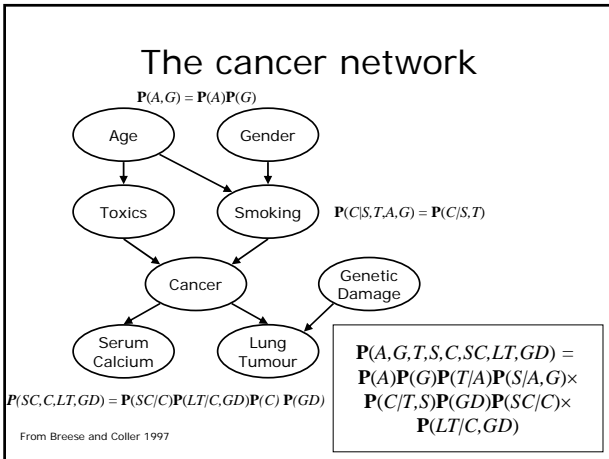 The cancer network
P(A,G) = P(A)P(G)
Age
Gender
Toxics
Smoking
P(C|S,T,A,G) = P(C/S,T)
Cancer
Genetic
Damage
Serum
Calcium
Lung
Tumour
P(A,G,T,S,C,SC,LT,GD) =
P(A)P(G)P(T/A)P(S/A,G)×
P(C/T,S)P(GD)P(SC/C)×
P(LT/C,GD)
P(SC,C,LT,GD) = P(SC/C)P(LT/C,GD)P(C) P(GD)
From Breese and Coller 1997